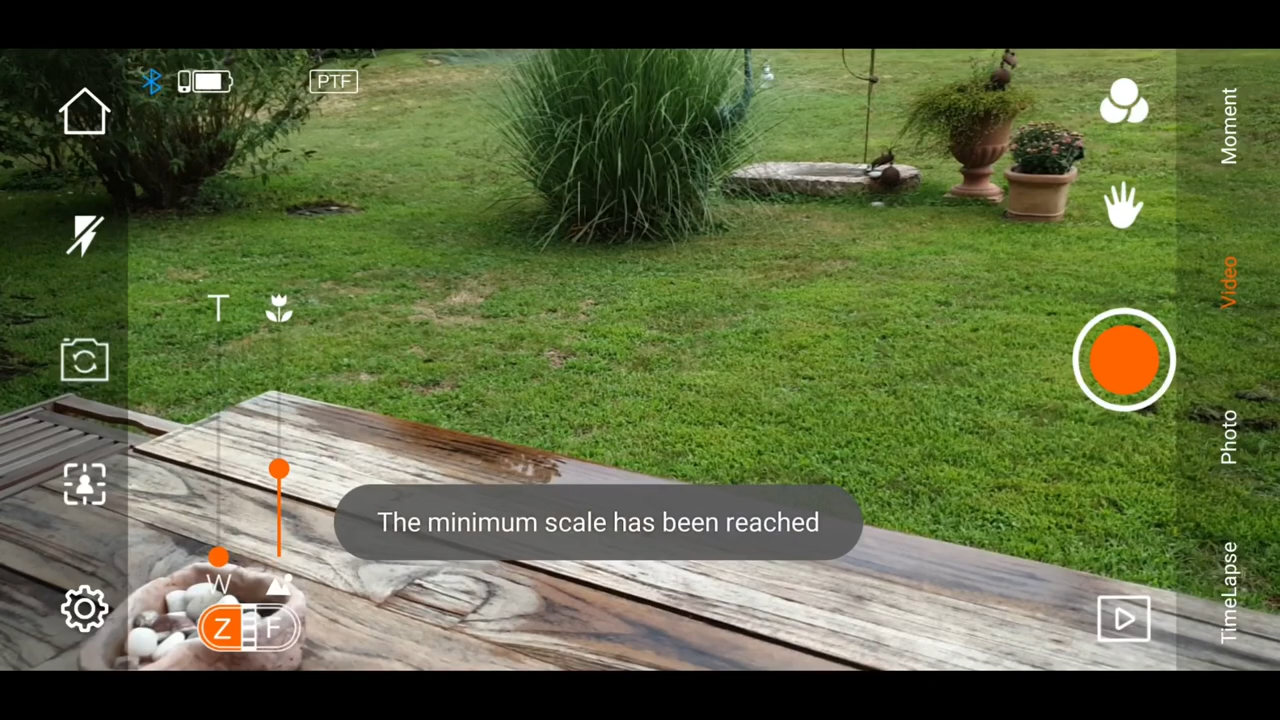 PTF
Moment
Video
T
The minimum scale has been reached
Photo
W
Z F
TimeLapse